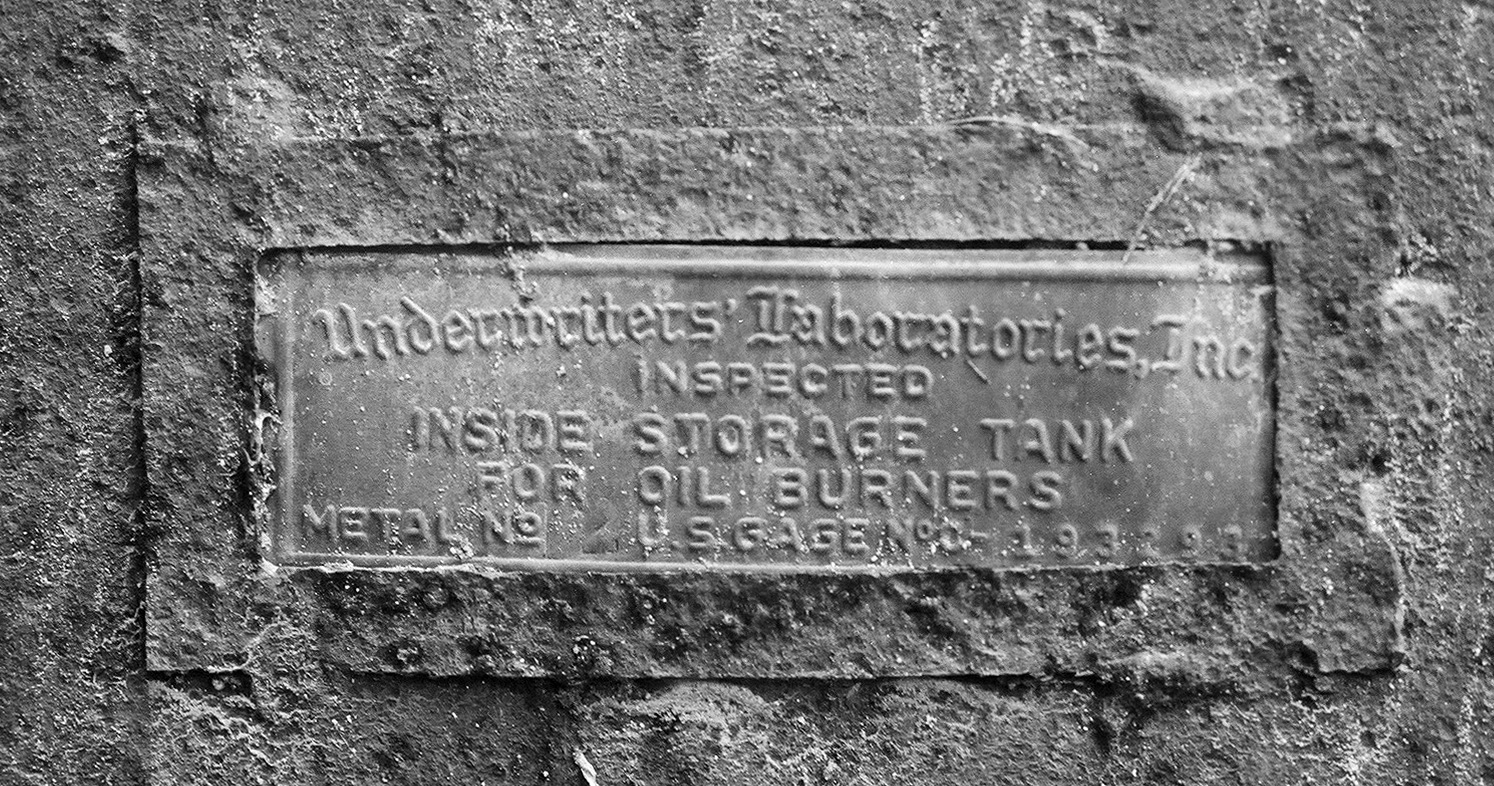 Underwriters' Laboratories, Inc.
INSPECTED
INSIDE STORAGE TANK
FOR OIL BURNERS
METAL Nº U.S. GAGE Nº